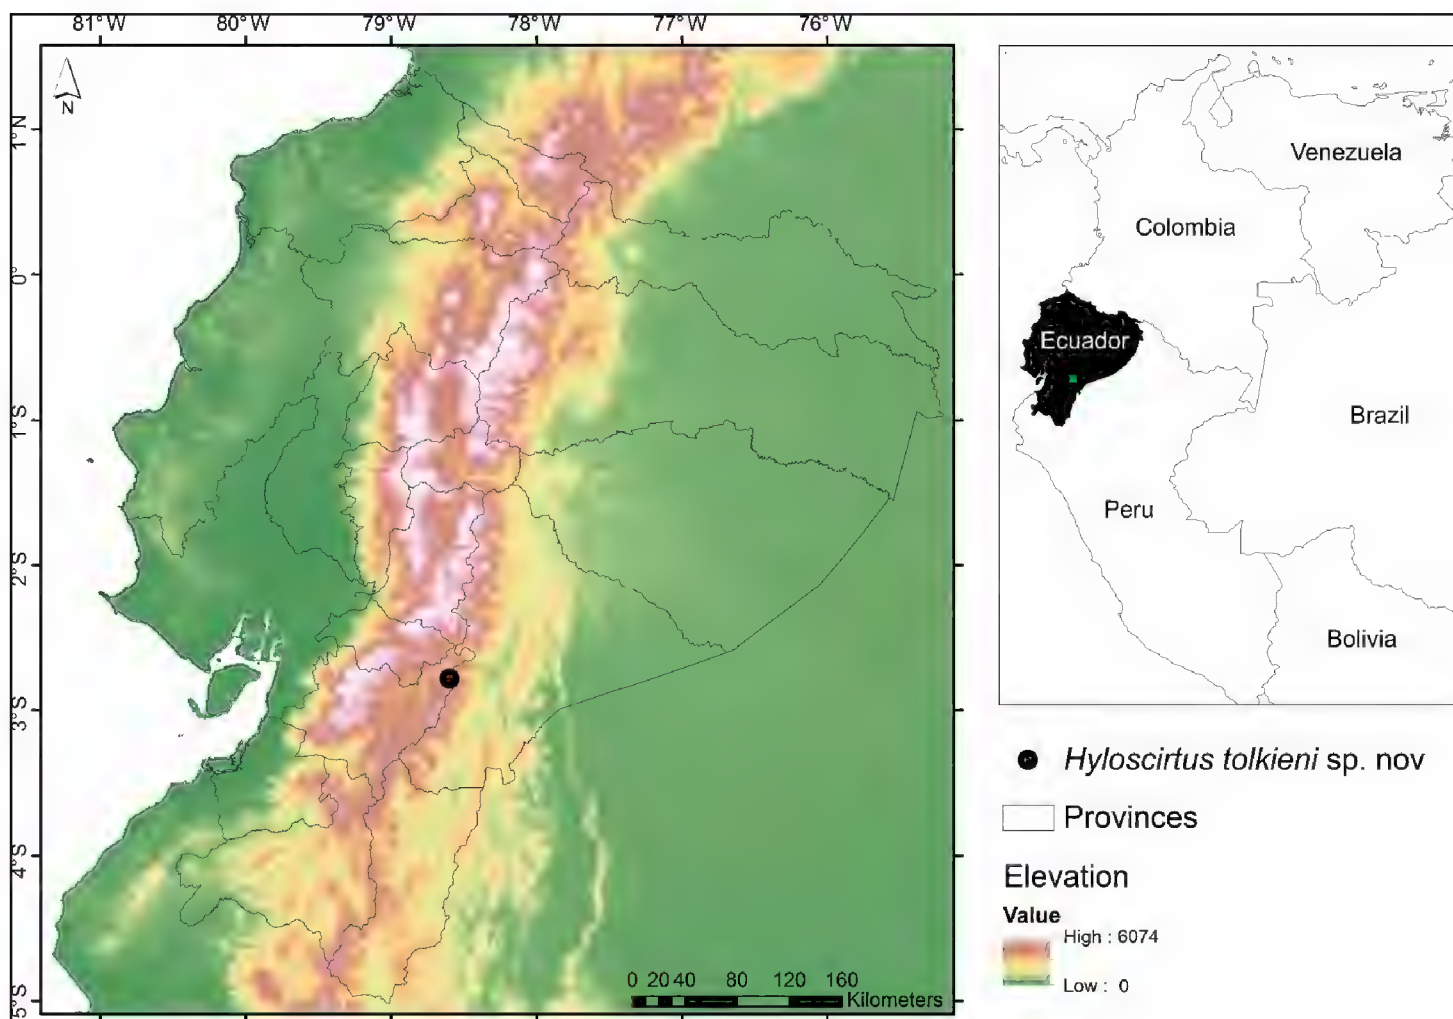 81°W 80°W 79°W 78°W 77°W 76°W
N
1°N
0°
1°S
2°S
3°S
4°S
5°S
0 20 40 80 120 160
Kilometers
Venezuela
Colombia
Ecuador
Brazil
Peru
Bolivia
Hyloscirtus tolkieni sp. nov
Provinces
Elevation
Value
High : 6074
Low : 0